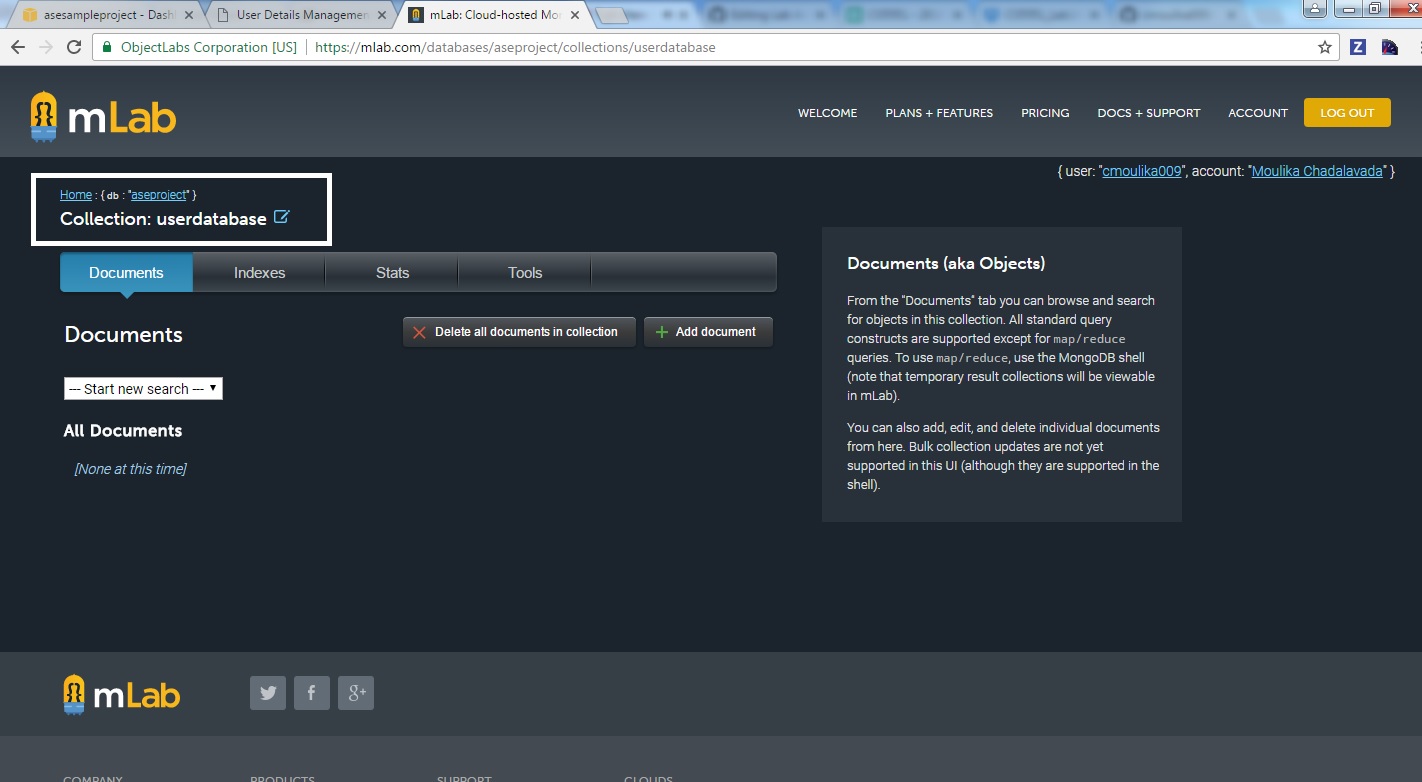 asesampleproject - Dash
User Details Managemen
mLab: Cloud-hosted Mon
ObjectLabs Corporation [US]
https://mlab.com/databases/aseproject/collections/userdatabase
mLab
WELCOME
PLANS + FEATURES
PRICING
DOCS + SUPPORT
ACCOUNT
LOG OUT
{ user: "cmoulika009", account: "Moulika Chadalavada" }
Home : { db : "aseproject" }
Collection: userdatabase
Documents
Indexes
Stats
Tools
Documents
Delete all documents in collection
Add document
--- Start new search ---
All Documents
[None at this time]
Documents (aka Objects)
From the "Documents" tab you can browse and search
for objects in this collection. All standard query
constructs are supported except for map/reduce
queries. To use map/reduce, use the MongoDB shell
(note that temporary result collections will be viewable
in mLab).
You can also add, edit, and delete individual documents
from here. Bulk collection updates are not yet
supported in this UI (although they are supported in the
shell).
mLab
COMPANY
PRODUCTS
SUPPORT
CLOUDS